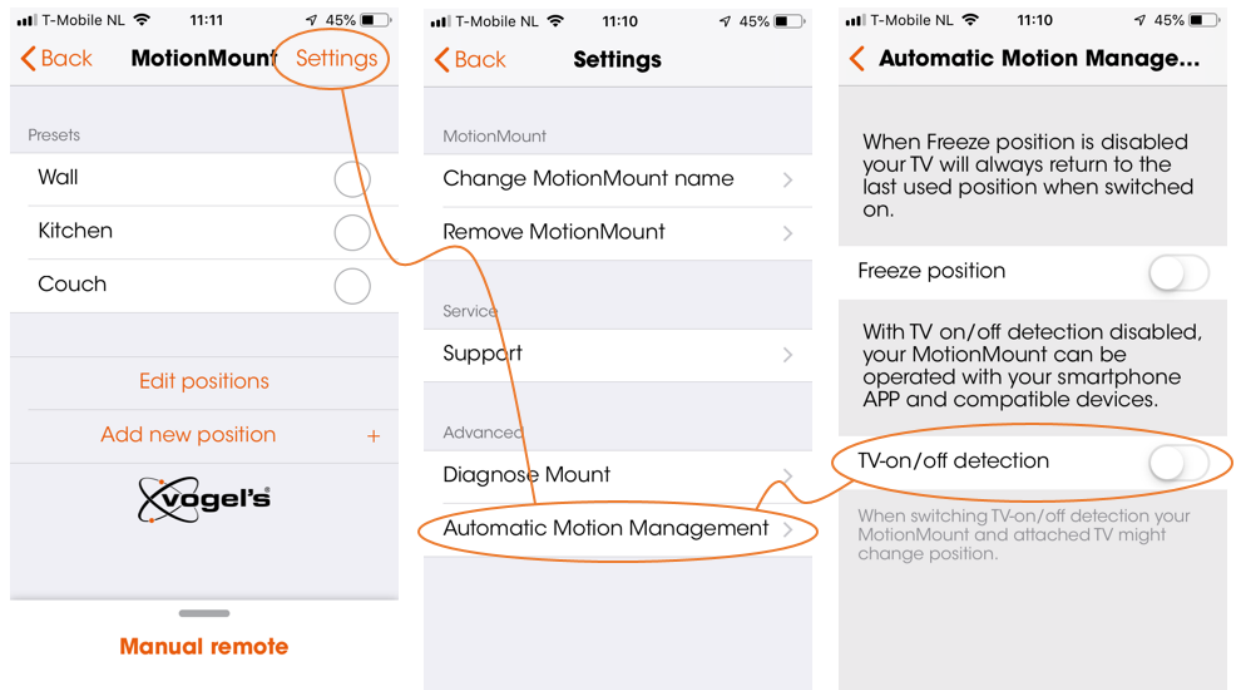 T-Mobile NL 11:11 45%
Back MotionMount Settings
Presets
Wall
Kitchen
Couch
Edit positions
Add new position +
vogel's
Manual remote
T-Mobile NL 11:10 45%
Back Settings
MotionMount
Change MotionMount name
Remove MotionMount
Service
Support
Advanced
Diagnose Mount
Automatic Motion Management
T-Mobile NL 11:10 45%
Automatic Motion Manage...
When Freeze position is disabled
your TV will always return to the
last used position when switched
on.
Freeze position
With TV on/off detection disabled,
your MotionMount can be
operated with your smartphone
APP and compatible devices.
TV-on/off detection
When switching TV-on/off detection your
MotionMount and attached TV might
change position.